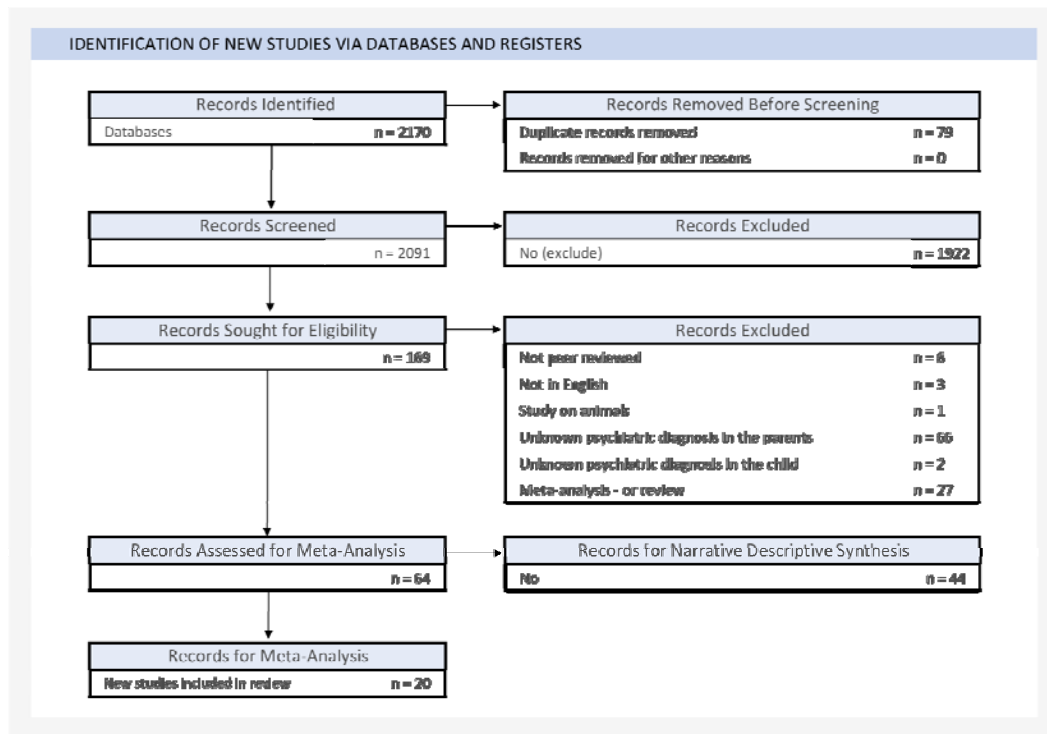 IDENTIFICATION OF NEW STUDIES VIA DATABASES AND REGISTERS
Records Identified
Databases n = 2170
Records Removed Before Screening
Duplicate records removed n = 79
Records removed for other reasons n = 0
Records Screened
n = 2091
Records Excluded
No (exclude) n = 1922
Records Sought for Eligibility
n = 169
Records Excluded
Not peer reviewed n = 6
Not in English n = 3
Study on animals n = 1
Unknown psychiatric diagnosis in the parents n = 66
Unknown psychiatric diagnosis in the child n = 2
Meta-analysis - or review n = 27
Records Assessed for Meta-Analysis
n = 64
Records for Narrative Descriptive Synthesis
No n = 44
Records for Meta-Analysis
New studies included in review n = 20